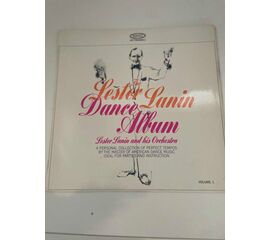 The
Lester Lanin
Dance
Album
Lester Lanin and his Orchestra
A PERSONAL COLLECTION OF PERFECT TEMPOS
BY THE MASTER OF AMERICAN DANCE MUSIC
... IDEAL FOR PARTIES AND INSTRUCTION
VOLUME 1